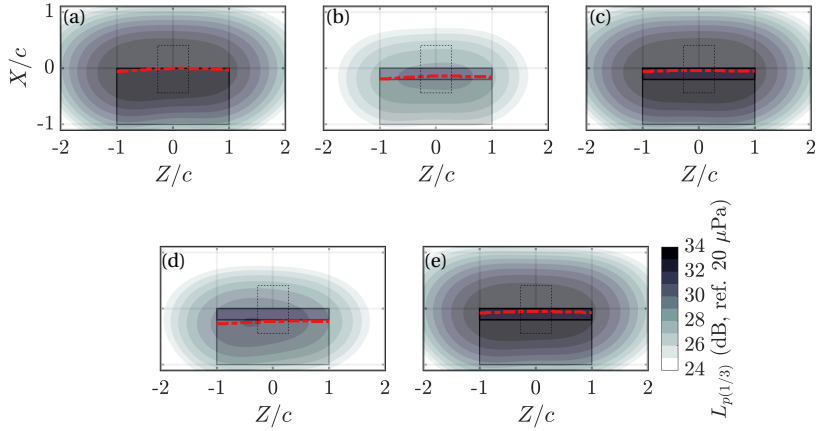 (a)
(b)
(c)
X/c
1
0
-1
-2 -1 0 1 2
-2 -1 0 1 2
-2 -1 0 1 2
Z/c
Z/c
Z/c
(d)
(e)
34
32
30
28
26
24
L_{p(1/3)} (dB, ref. 20 μPa)
-2 -1 0 1 2
-2 -1 0 1 2
Z/c
Z/c